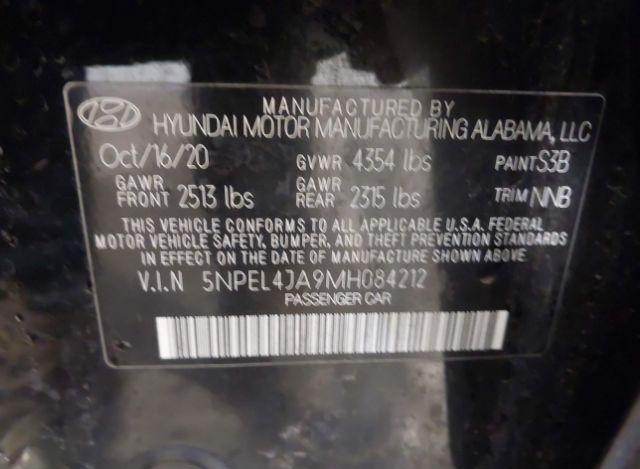 MANUFACTURED BY
HYUNDAI MOTOR MANUFACTURING ALABAMA, LLC
Oct/16/20 GVWR 4354 lbs PAINT S3B
GAWR FRONT 2513 lbs GAWR REAR 2315 lbs TRIM NNB
THIS VEHICLE CONFORMS TO ALL APPLICABLE U.S.A. FEDERAL
MOTOR VEHICLE SAFETY, BUMPER, AND THEFT PREVENTION STANDARDS
IN EFFECT ON THE DATE OF MANUFACTURE SHOWN ABOVE
V.I.N 5NPEL4JA9MH084212
PASSENGER CAR